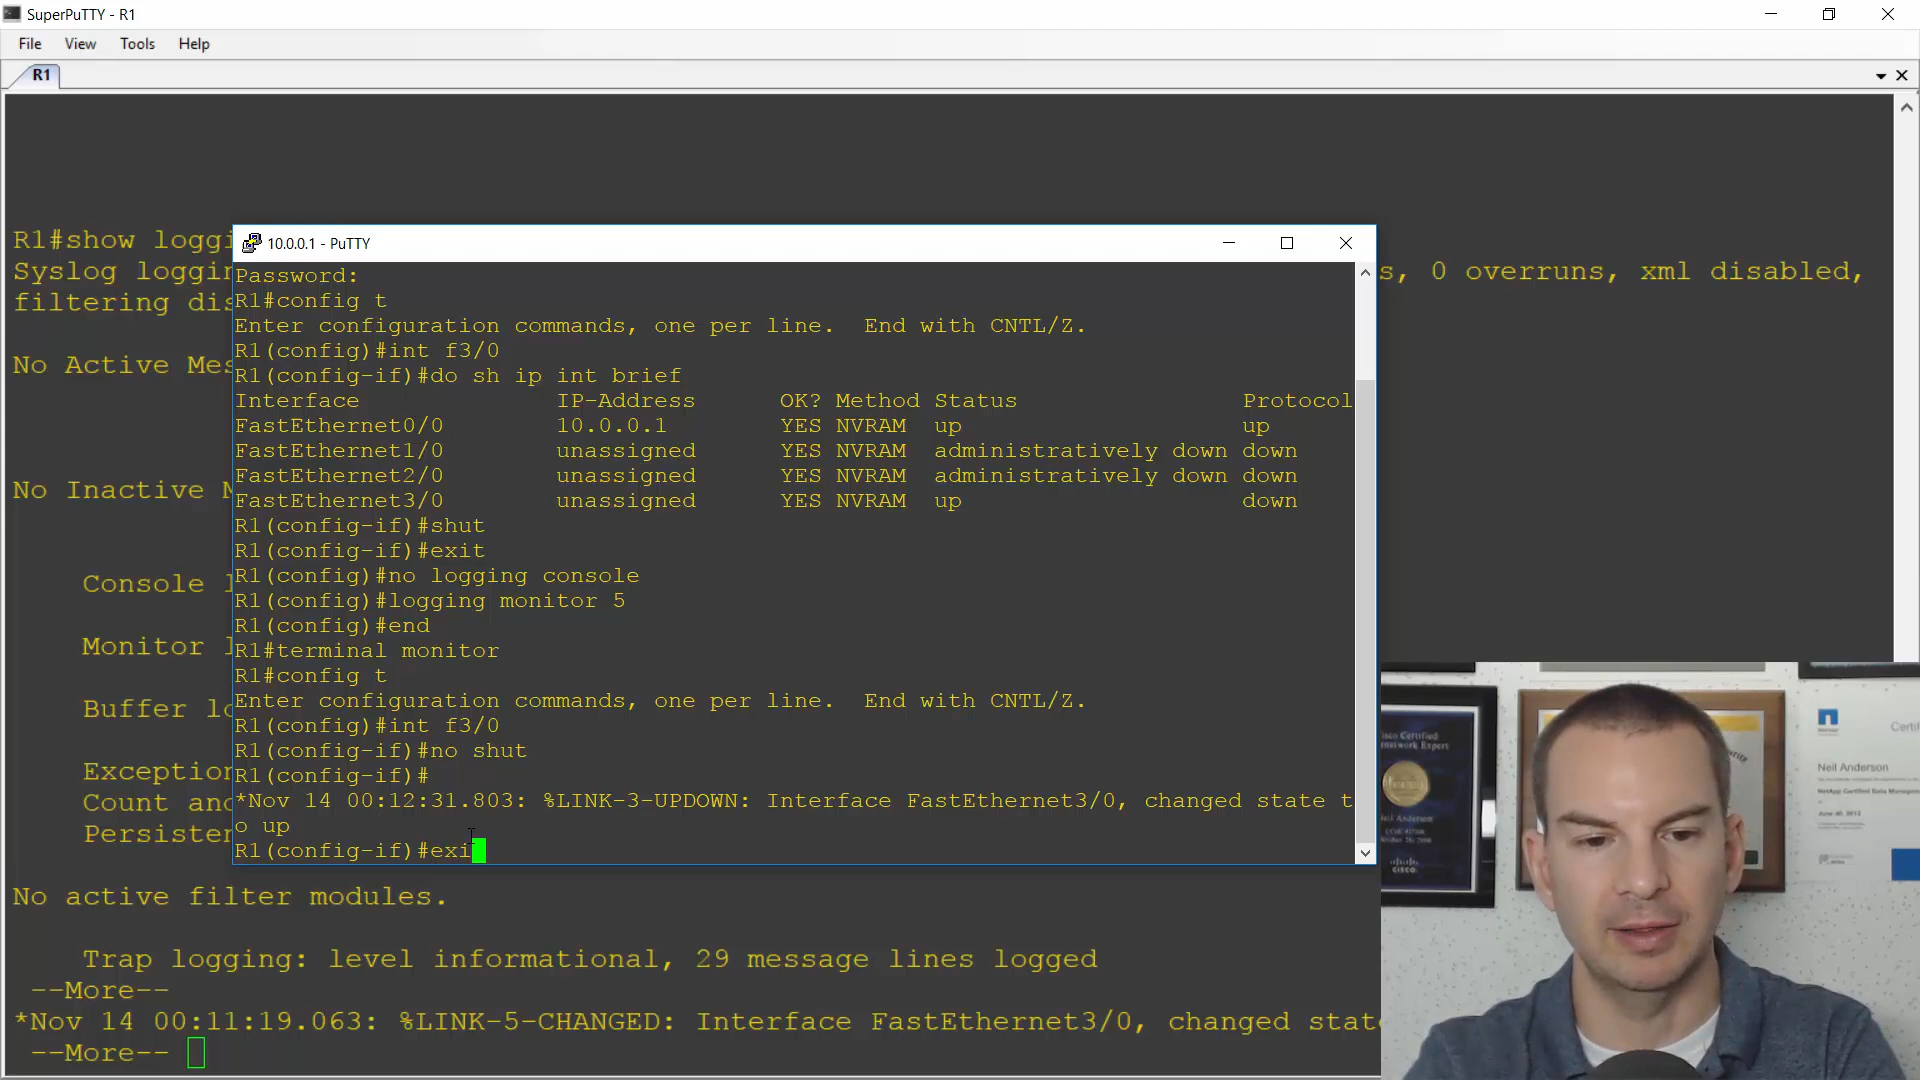 SuperPuTTY - R1
File View Tools Help
R1
R1#show loggi
Syslog loggin
s, 0 overruns, xml disabled,
filtering dis
No Active Mes
No Inactive M
Console l
Monitor l
Buffer lo
Exception
Count and
Persisten
No active filter modules.
Trap logging: level informational, 29 message lines logged
--More--
*Nov 14 00:11:19.063: %LINK-5-CHANGED: Interface FastEthernet3/0, changed state
--More--
10.0.0.1 - PuTTY
Password:
R1#config t
Enter configuration commands, one per line.  End with CNTL/Z.
R1(config)#int f3/0
R1(config-if)#do sh ip int brief
Interface IP-Address OK? Method Status Protocol
FastEthernet0/0 10.0.0.1 YES NVRAM up up
FastEthernet1/0 unassigned YES NVRAM administratively down down
FastEthernet2/0 unassigned YES NVRAM administratively down down
FastEthernet3/0 unassigned YES NVRAM up down
R1(config-if)#shut
R1(config-if)#exit
R1(config)#no logging console
R1(config)#logging monitor 5
R1(config)#end
R1#terminal monitor
R1#config t
Enter configuration commands, one per line.  End with CNTL/Z.
R1(config)#int f3/0
R1(config-if)#no shut
R1(config-if)#
*Nov 14 00:12:31.803: %LINK-3-UPDOWN: Interface FastEthernet3/0, changed state t
o up
R1(config-if)#exi
Neil Anderson
cisco